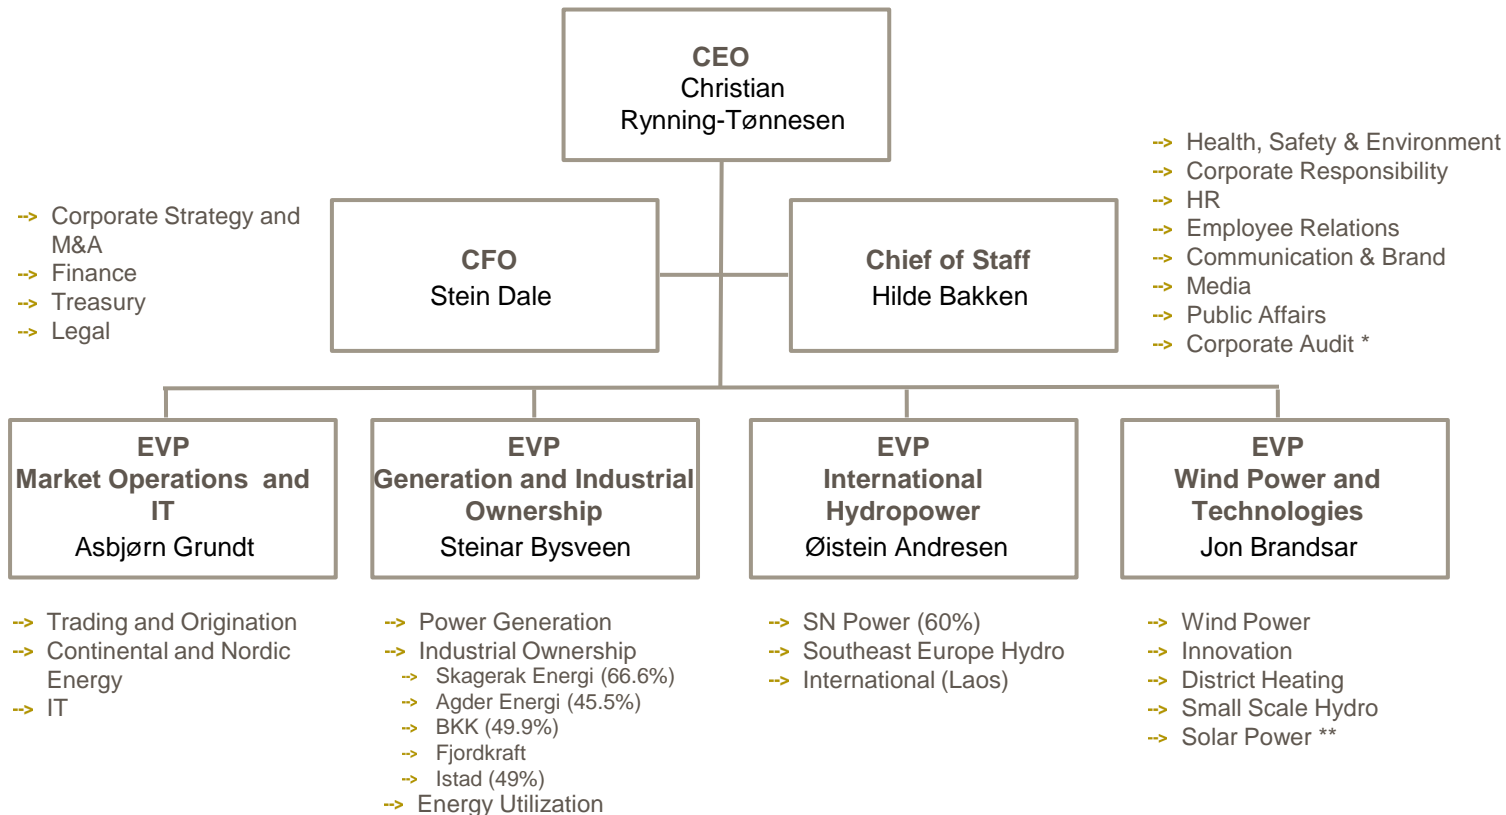 CEO
Christian
Rynning-Tønnesen
--> Corporate Strategy and
M&A
--> Finance
--> Treasury
--> Legal
CFO
Stein Dale
Chief of Staff
Hilde Bakken
--> Health, Safety & Environment
--> Corporate Responsibility
--> HR
--> Employee Relations
--> Communication & Brand
--> Media
--> Public Affairs
--> Corporate Audit *
EVP
Market Operations and
IT
Asbjørn Grundt
EVP
Generation and Industrial
Ownership
Steinar Bysveen
EVP
International
Hydropower
Øistein Andresen
EVP
Wind Power and
Technologies
Jon Brandsar
--> Trading and Origination
--> Continental and Nordic
Energy
--> IT
--> Power Generation
--> Industrial Ownership
--> Skagerak Energi (66.6%)
--> Agder Energi (45.5%)
--> BKK (49.9%)
--> Fjordkraft
--> Istad (49%)
--> Energy Utilization
--> SN Power (60%)
--> Southeast Europe Hydro
--> International (Laos)
--> Wind Power
--> Innovation
--> District Heating
--> Small Scale Hydro
--> Solar Power **